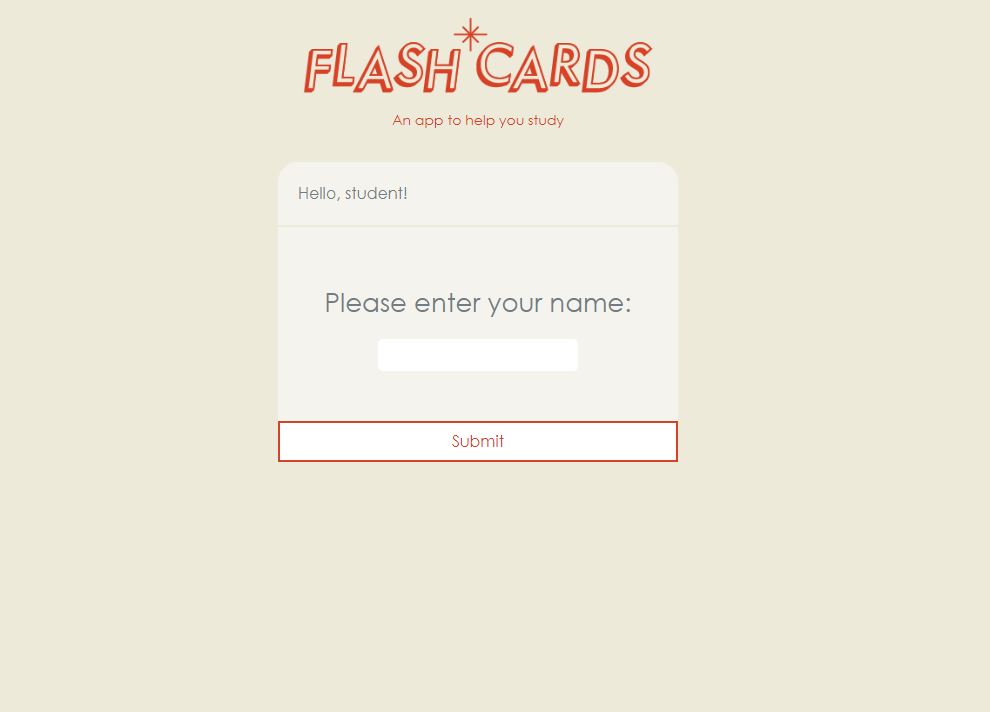 FLASH CARDS
An app to help you study
Hello, student!
Please enter your name:
Submit